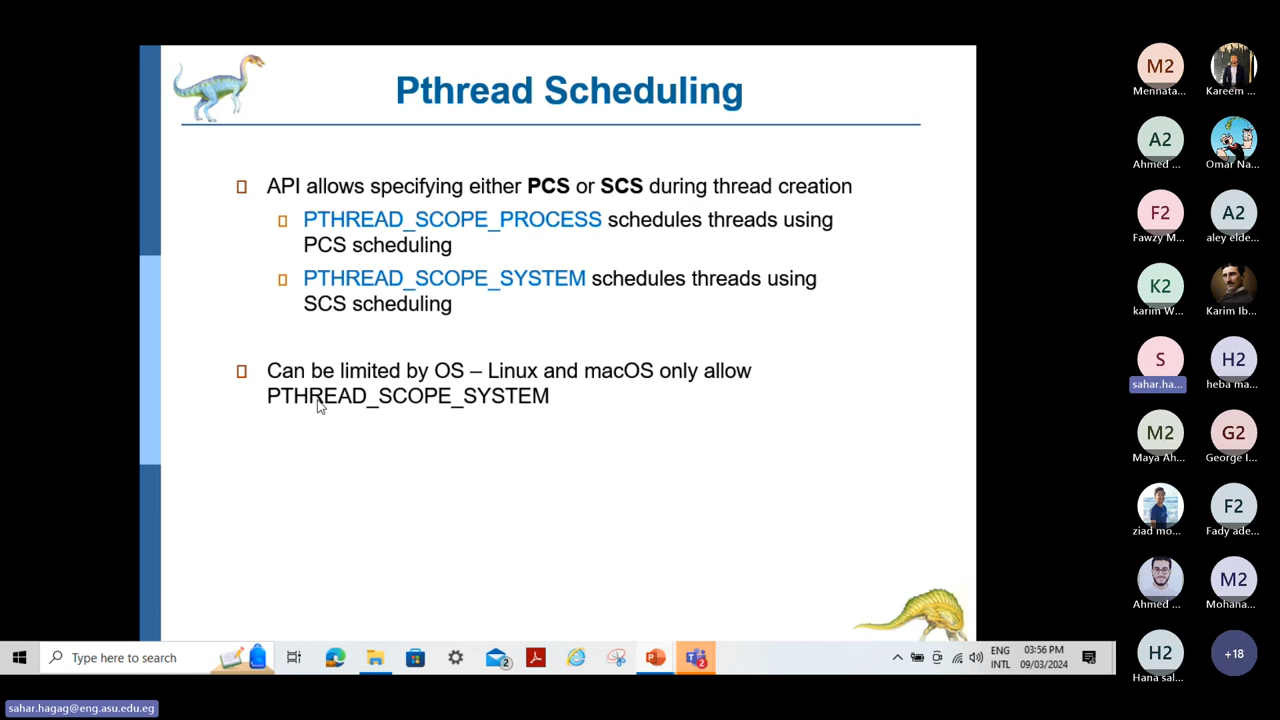 Pthread Scheduling
API allows specifying either PCS or SCS during thread creation
PTHREAD_SCOPE_PROCESS schedules threads using
PCS scheduling
PTHREAD_SCOPE_SYSTEM schedules threads using
SCS scheduling
Can be limited by OS – Linux and macOS only allow
PTHREAD_SCOPE_SYSTEM
M2
Mennata... Kareem ...
A2
Ahmed ... Omar Na...
F2 A2
Fawzy M... aley elde...
K2
karim W... Karim Ib...
S H2
sahar.ha... heba ma...
M2 G2
Maya Ah... George I...
F2
ziad mo... Fady ade...
M2
Ahmed ... Mohana...
H2 +18
Hana sal...
Type here to search
2
2
ENG
INTL
03:56 PM
09/03/2024
sahar.hagag@eng.asu.edu.eg